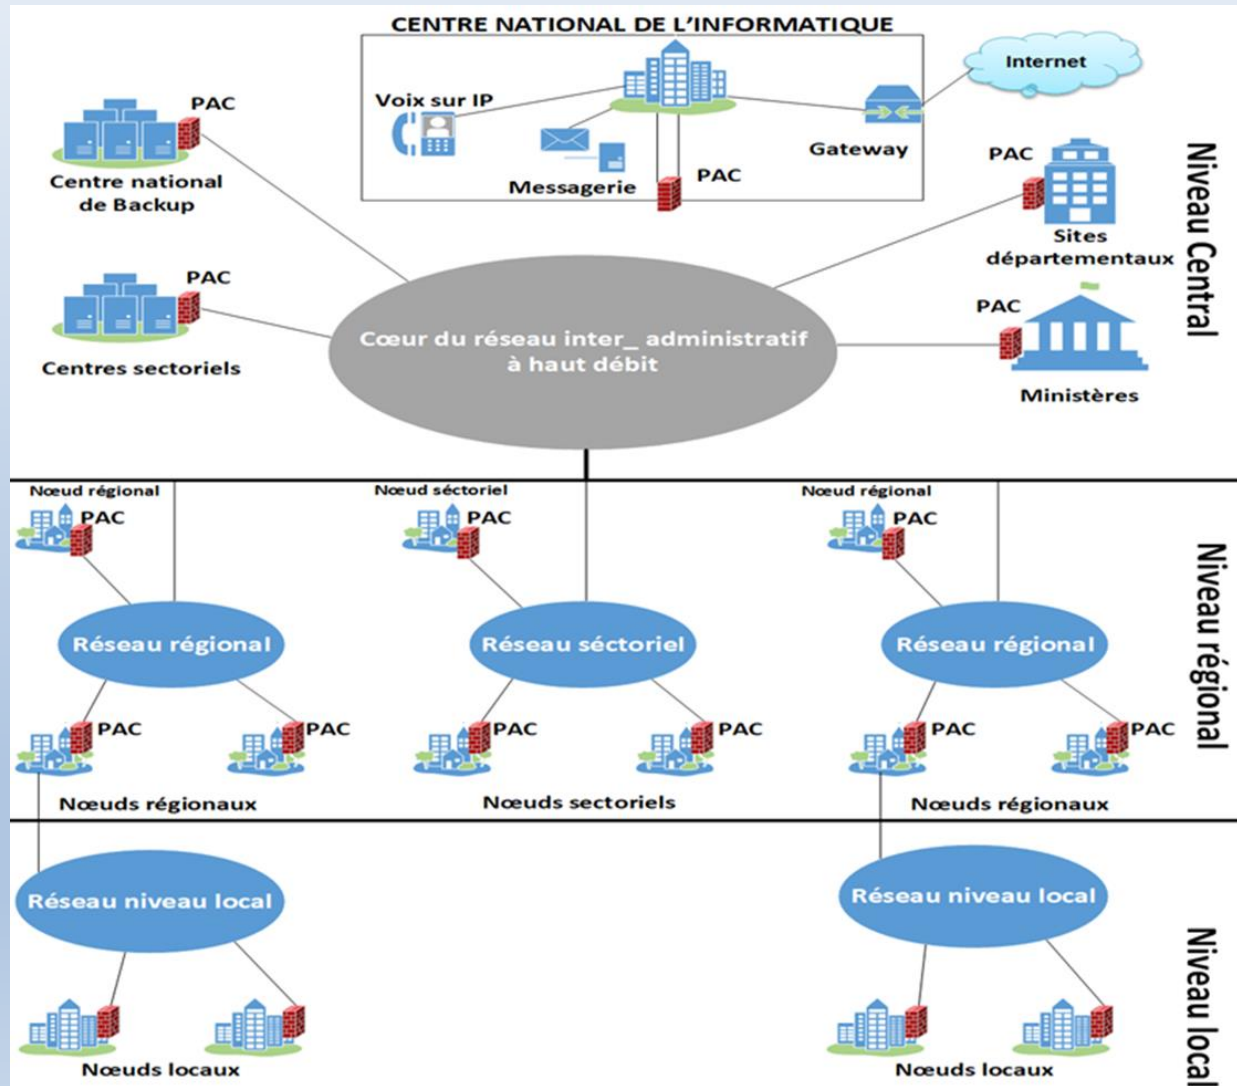 CENTRE NATIONAL DE L'INFORMATIQUE
Internet
PAC
Voix sur IP
Messagerie
PAC
Gateway
PAC
Centre national
de Backup
Sites
départementaux
PAC
Centres sectoriels
PAC
Ministères
Cœur du réseau inter_ administratif
à haut débit
Niveau Central
Nœud régional
PAC
Nœud séctoriel
PAC
Nœud régional
PAC
Réseau régional
Réseau séctoriel
Réseau régional
PAC
PAC
PAC
PAC
PAC
PAC
Nœuds régionaux
Nœuds sectoriels
Nœuds régionaux
Niveau régional
Réseau niveau local
Réseau niveau local
Nœuds locaux
Nœuds locaux
Niveau local